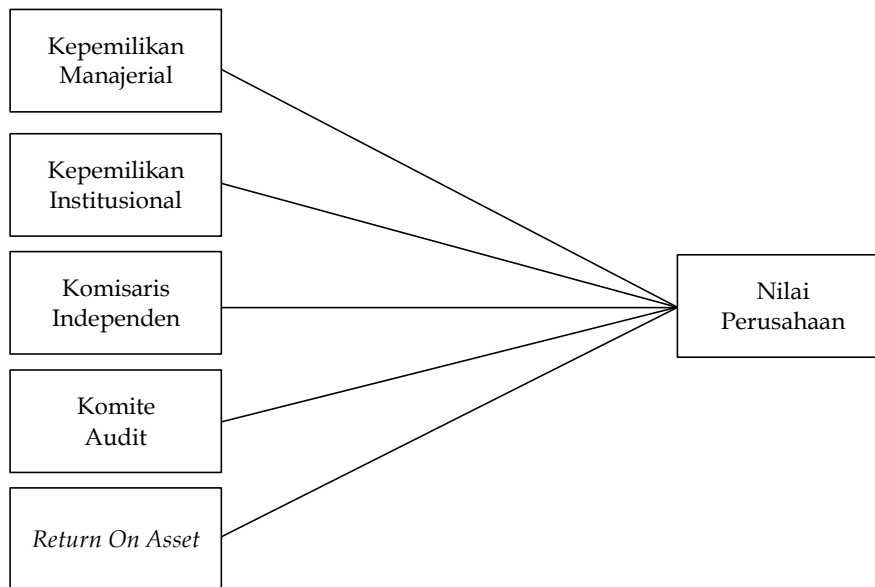 Kepemilikan
Manajerial
Kepemilikan
Institusional
Komisaris
Independen
Komite
Audit
Return On Asset
Nilai
Perusahaan